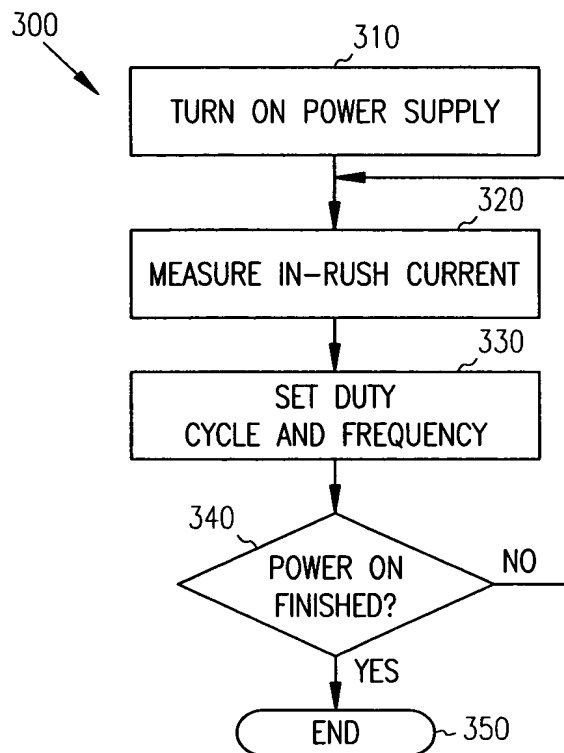 300
310
TURN ON POWER SUPPLY
320
MEASURE IN-RUSH CURRENT
330
SET DUTY
CYCLE AND FREQUENCY
340
POWER ON
FINISHED?
NO
YES
END
350